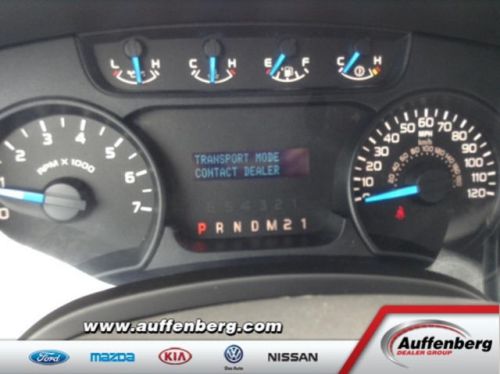 L H C H E F C H
TRANSPORT MODE
CONTACT DEALER
0 1 2 3 4 5 6 7
RPM X 1000
P R N D M 2 1
10 20 30 40 50 60 70 80 90 100 110 120
MPH
km/h
www.auffenberg.com
Ford mazda KIA NISSAN
Auffenberg
DEALER GROUP